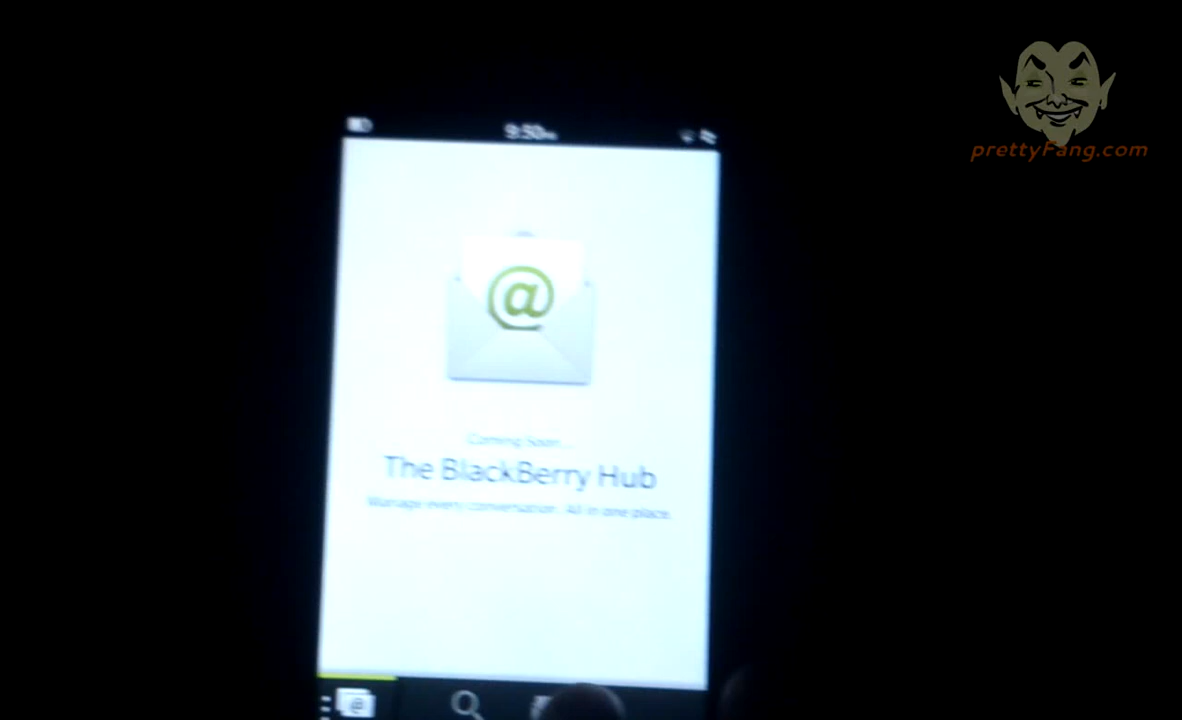 prettyFang.com
9:50
@
Coming Soon...
The BlackBerry Hub
Manage every conversation. All in one place.
@